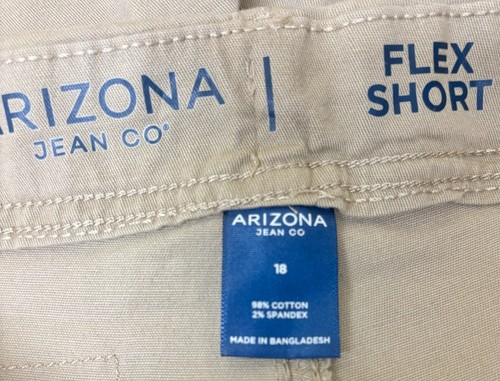 ARIZONA
JEAN CO®
FLEX
SHORT
ARIZONA
JEAN CO
18
98% COTTON
2% SPANDEX
MADE IN BANGLADESH